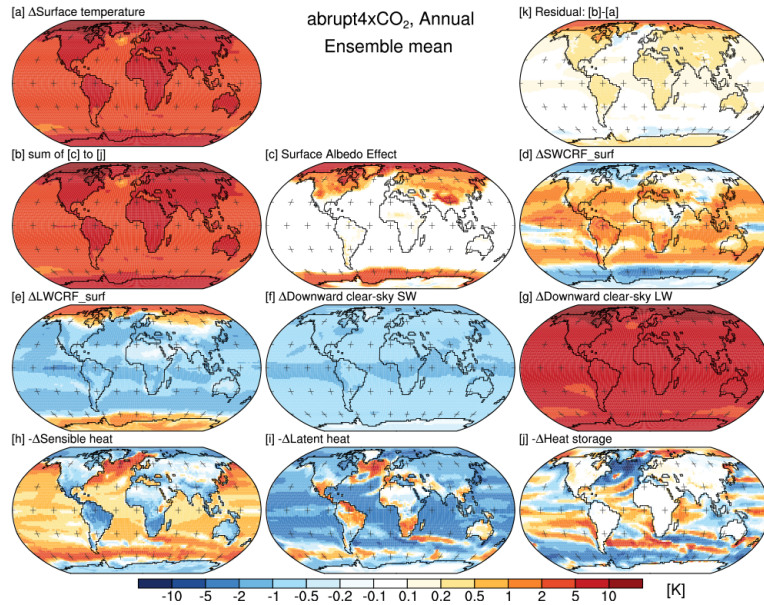 [a] ΔSurface temperature
abrupt4xCO₂, Annual
Ensemble mean
[k] Residual: [b]-[a]
[b] sum of [c] to [j]
[c] Surface Albedo Effect
[d] ΔSWCRF_surf
[e] ΔLWCRF_surf
[f] ΔDownward clear-sky SW
[g] ΔDownward clear-sky LW
[h] -ΔSensible heat
[i] -ΔLatent heat
[j] -ΔHeat storage
-10 -5 -2 -1 -0.5 -0.2 -0.1 0.1 0.2 0.5 1 2 5 10 [K]